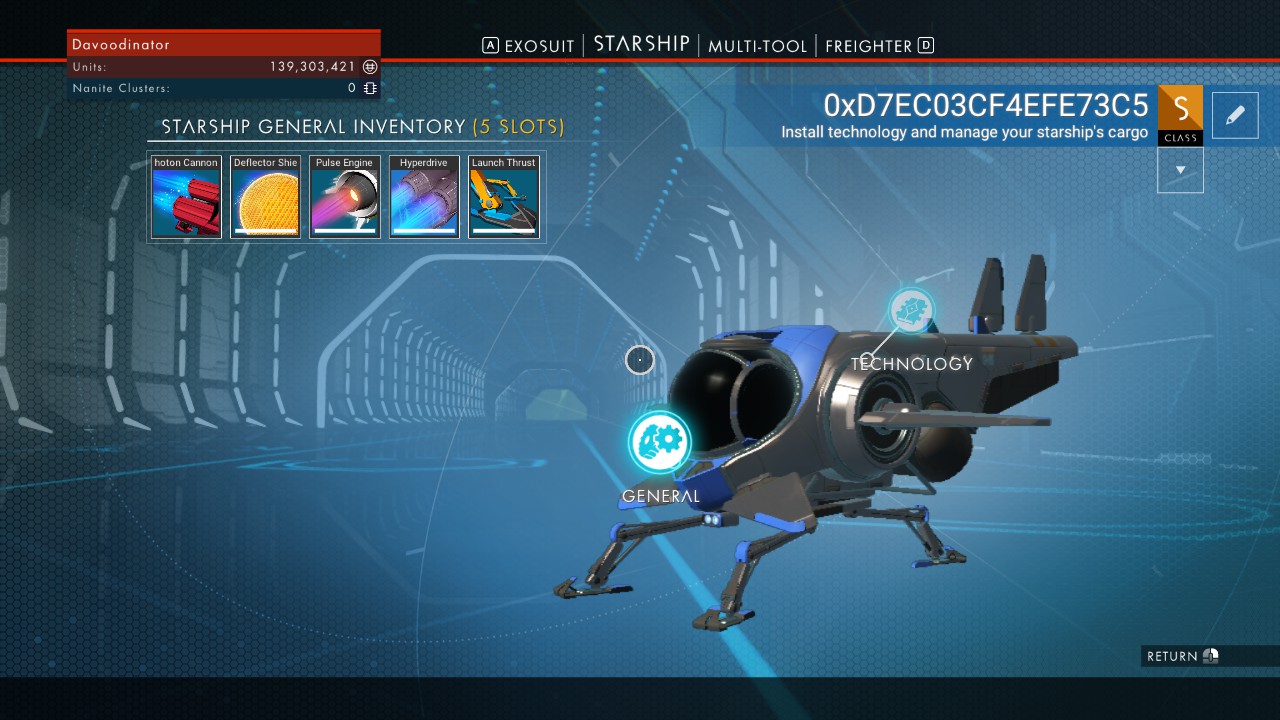 Davoodinator
Units: 139,303,421
Nanite Clusters: 0
A EXOSUIT STARSHIP MULTI-TOOL FREIGHTER D
0xD7EC03CF4EFE73C5
Install technology and manage your starship's cargo
S
CLASS
STARSHIP GENERAL INVENTORY (5 SLOTS)
hoton Cannon Deflector Shie Pulse Engine Hyperdrive Launch Thrust
TECHNOLOGY
GENERAL
RETURN